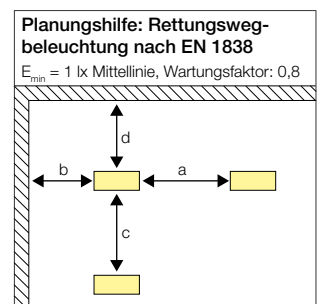 Planungshilfe: Rettungsweg-
beleuchtung nach EN 1838
Emin = 1 lx Mittellinie, Wartungsfaktor: 0,8
d
b
a
c